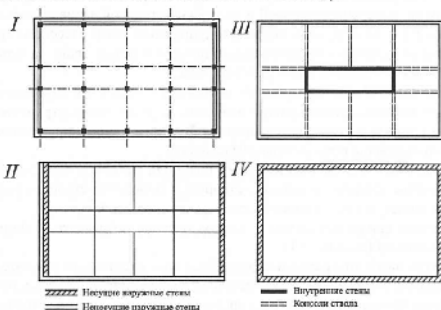 I
III
II
IV
Несущие наружные стены
Ненесущие наружные стены
Внутренние стены
Консоли ствола